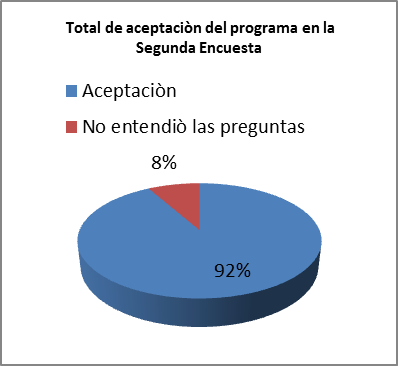 Total de aceptaciòn del programa en la
Segunda Encuesta
Aceptaciòn
No entendiò las preguntas
8%
92%